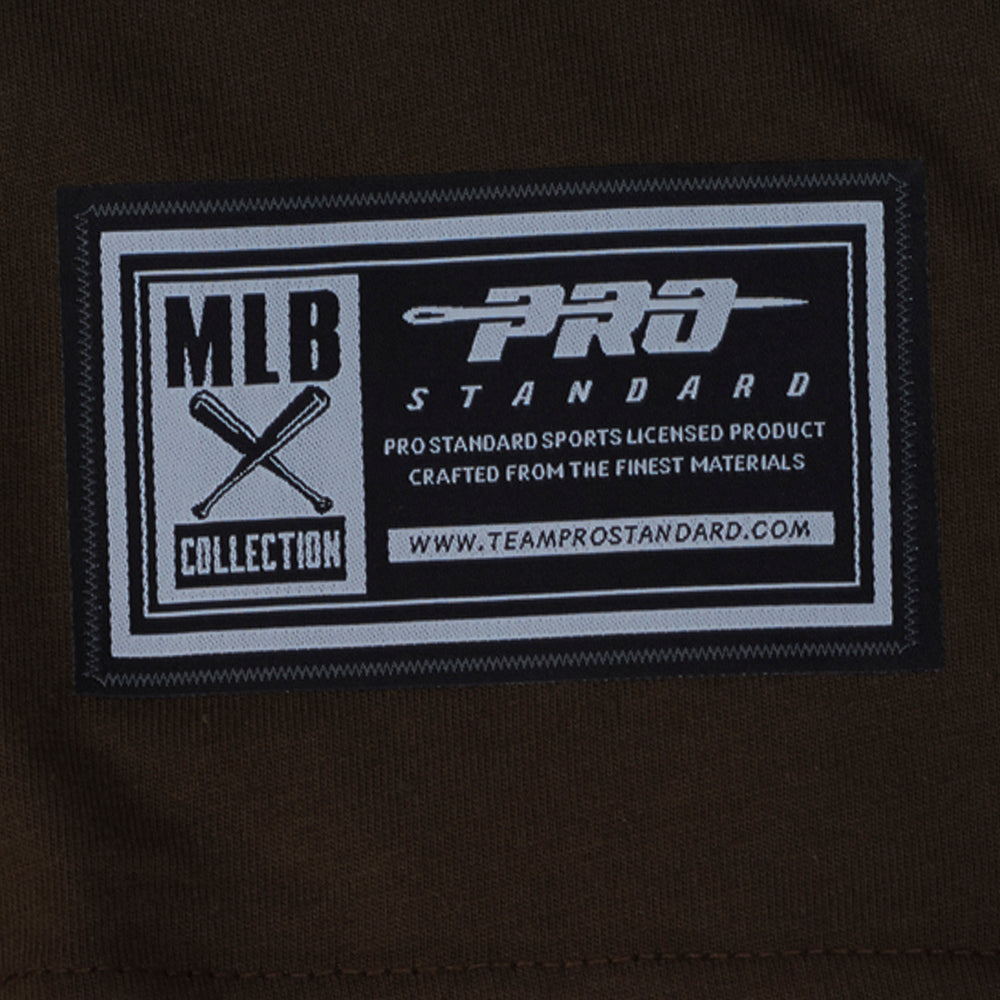 MLB
COLLECTION
PRO
STANDARD
PRO STANDARD SPORTS LICENSED PRODUCT
CRAFTED FROM THE FINEST MATERIALS
WWW.TEAMPROSTANDARD.COM